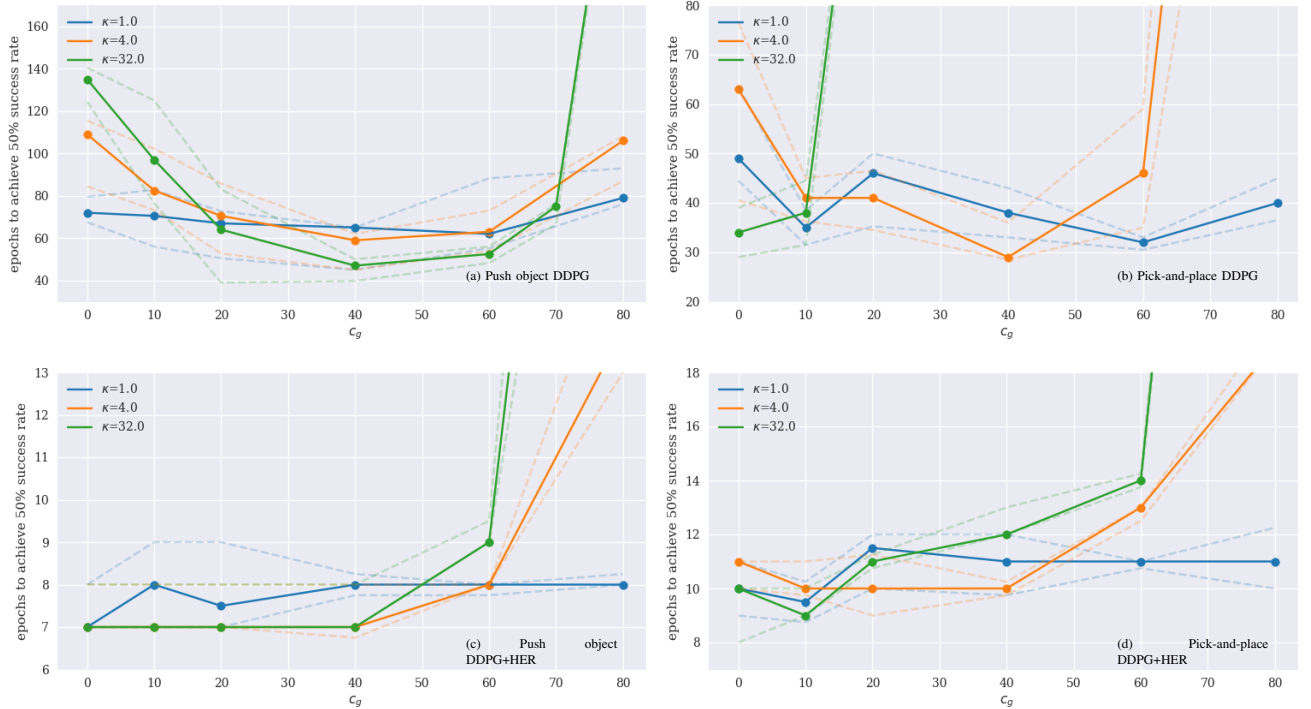 160
140
120
100
80
60
40
epochs to achieve 50% success rate
κ=1.0
κ=4.0
κ=32.0
(a) Push object DDPG
0 10 20 30 40 50 60 70 80
c_g
80
70
60
50
40
30
20
epochs to achieve 50% success rate
κ=1.0
κ=4.0
κ=32.0
(b) Pick-and-place DDPG
0 10 20 30 40 50 60 70 80
c_g
13
12
11
10
9
8
7
6
epochs to achieve 50% success rate
κ=1.0
κ=4.0
κ=32.0
(c) Push object
DDPG+HER
0 10 20 30 40 50 60 70 80
c_g
18
16
14
12
10
8
epochs to achieve 50% success rate
κ=1.0
κ=4.0
κ=32.0
(d) Pick-and-place
DDPG+HER
0 10 20 30 40 50 60 70 80
c_g